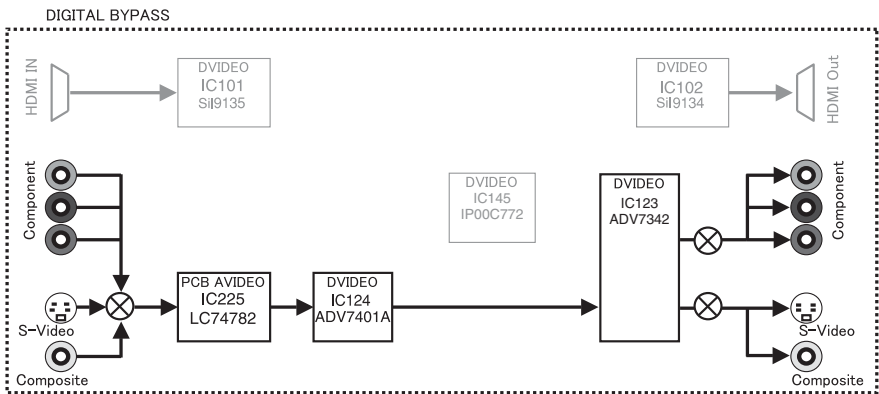 DIGITAL BYPASS
HDMI IN
DVIDEO
IC101
SiI9135
DVIDEO
IC102
SiI9134
HDMI Out
Component
DVIDEO
IC145
IP00C772
DVIDEO
IC123
ADV7342
Component
PCB AVIDEO
IC225
LC74782
DVIDEO
IC124
ADV7401A
S-Video
Composite
S-Video
Composite